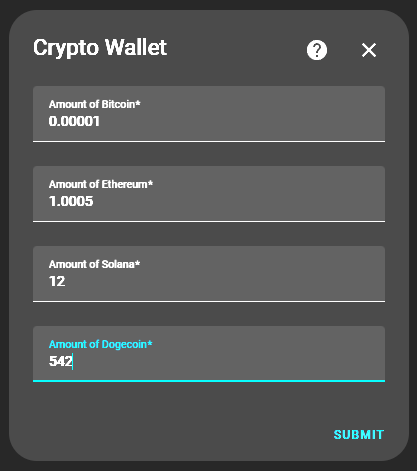 Crypto Wallet
Amount of Bitcoin*
0.00001
Amount of Ethereum*
1.0005
Amount of Solana*
12
Amount of Dogecoin*
542
SUBMIT